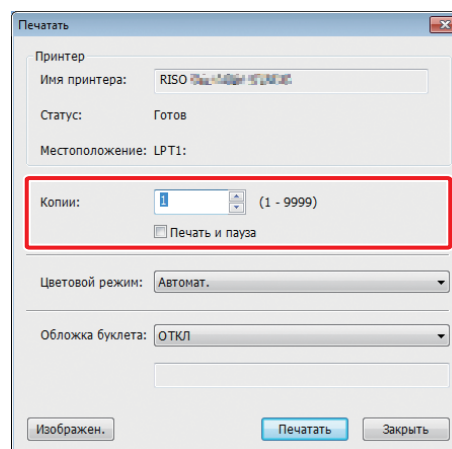 Печатать
Принтер
Имя принтера: RISO
Статус: Готов
Местоположение: LPT1:
Копии: 1 (1 - 9999)
Печать и пауза
Цветовой режим: Автомат.
Обложка буклета: ОТКЛ
Изображен. Печатать Закрыть